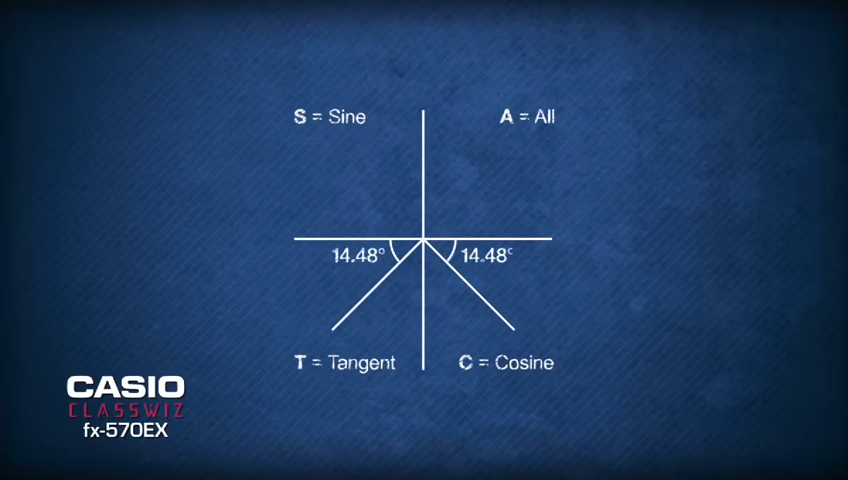 S = Sine
A = All
14.48°
14.48°
T = Tangent
C = Cosine
CASIO
CLASSWIZ
fx-570EX